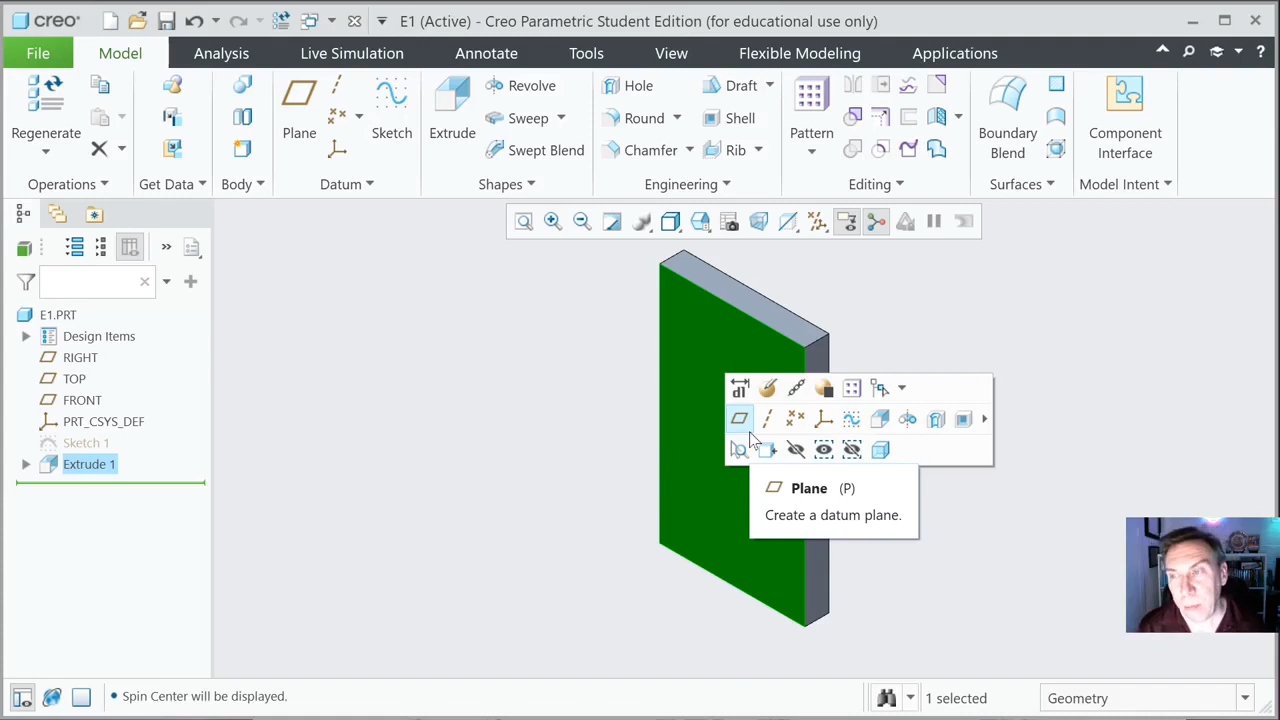 creo
E1 (Active) - Creo Parametric Student Edition (for educational use only)
File
Model
Analysis
Live Simulation
Annotate
Tools
View
Flexible Modeling
Applications
Regenerate
Plane
Sketch
Extrude
Revolve
Sweep
Swept Blend
Hole
Round
Chamfer
Draft
Shell
Rib
Pattern
Boundary
Blend
Component
Interface
Operations
Get Data
Body
Datum
Shapes
Engineering
Editing
Surfaces
Model Intent
E1.PRT
Design Items
RIGHT
TOP
FRONT
PRT_CSYS_DEF
Sketch 1
Extrude 1
Plane (P)
Create a datum plane.
• Spin Center will be displayed.
1 selected
Geometry